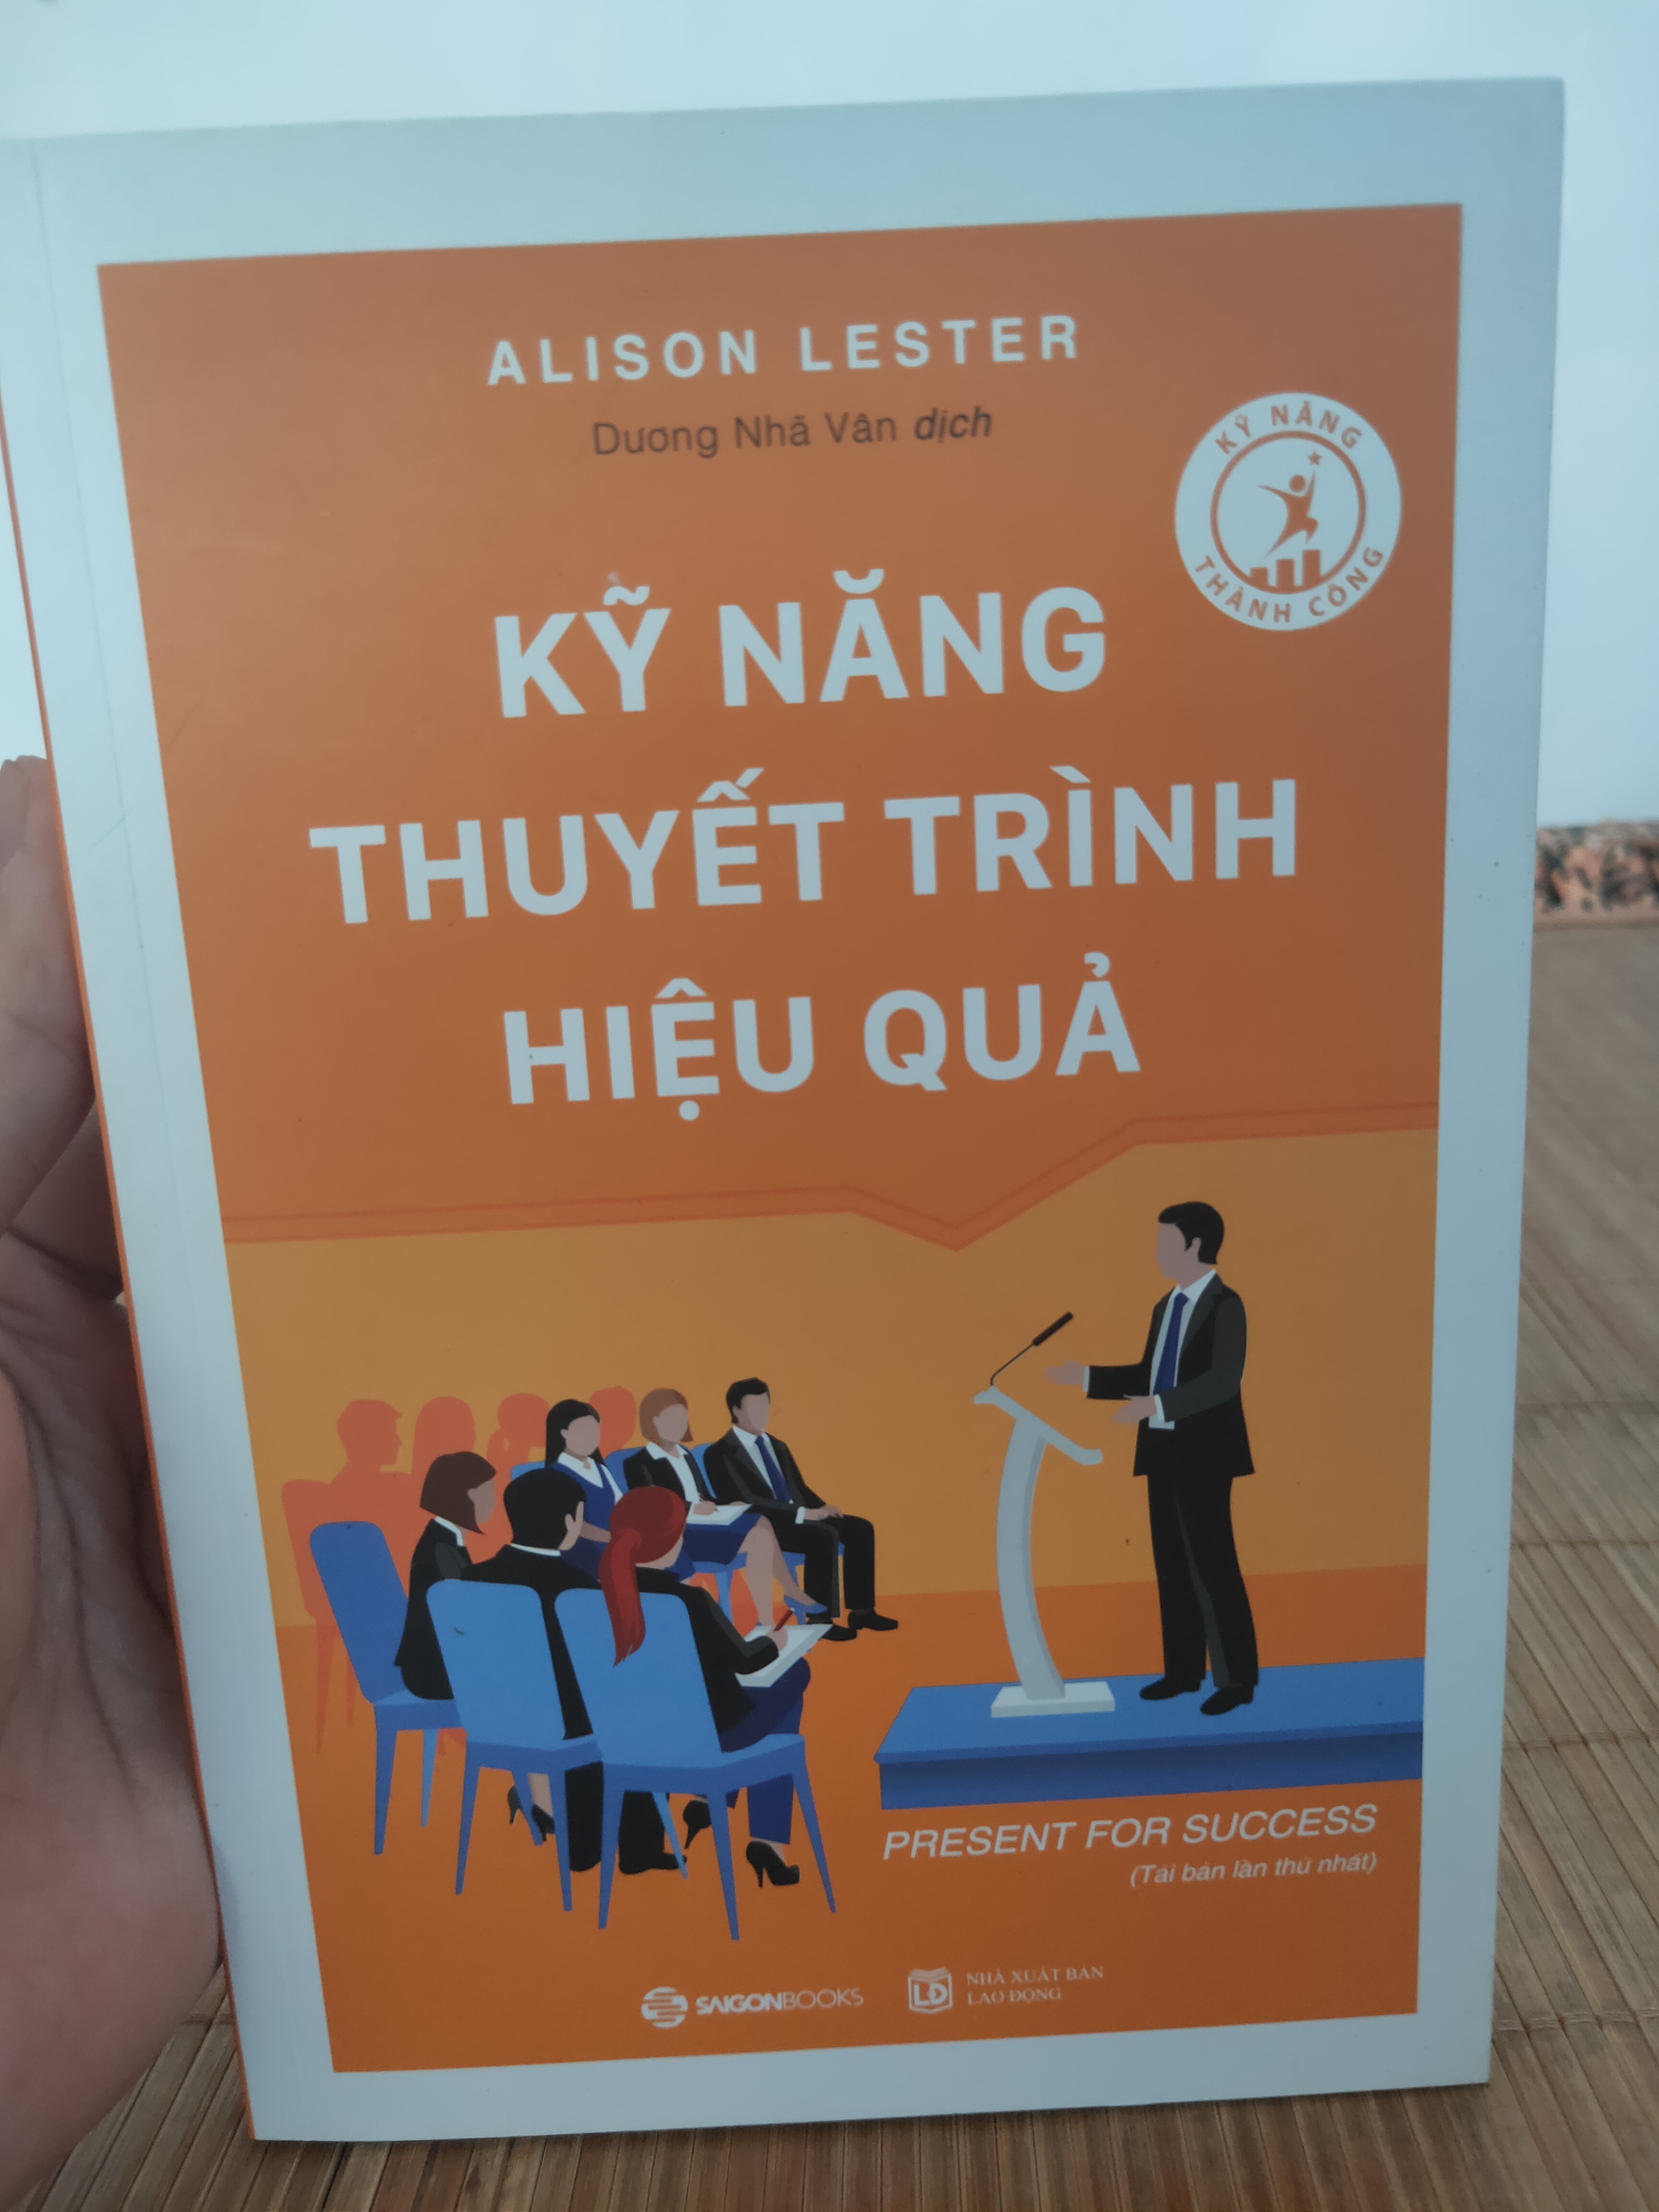 ALISON LESTER
Dương Nhã Vân dịch
KỸ NĂNG
THÀNH CÔNG
KỸ NĂNG
THUYẾT TRÌNH
HIỆU QUẢ
PRESENT FOR SUCCESS
(Tái bản lần thứ nhất)
SAIGONBOOKS
LĐ
NHÀ XUẤT BẢN
LAO ĐỘNG